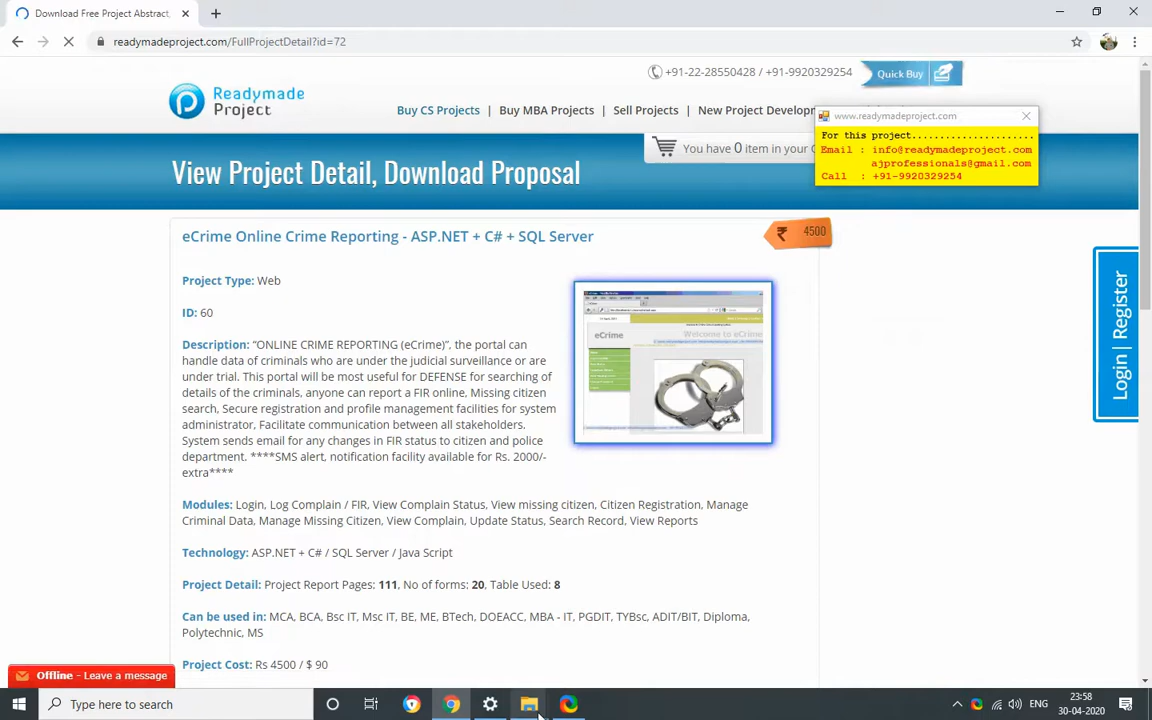 Download Free Project Abstract,
readymadeproject.com/FullProjectDetail?id=72
+91-22-28550428 / +91-9920329254
Quick Buy
Readymade
Project
Buy CS Projects | Buy MBA Projects | Sell Projects | New Project Developm
www.readymadeproject.com
For this project.....................
Email : info@readymadeproject.com
ajprofessionals@gmail.com
Call : +91-9920329254
You have 0 item in your C
View Project Detail, Download Proposal
eCrime Online Crime Reporting - ASP.NET + C# + SQL Server
₹ 4500
Project Type: Web
ID: 60
Description: “ONLINE CRIME REPORTING (eCrime)”, the portal can
handle data of criminals who are under the judicial surveillance or are
under trial. This portal will be most useful for DEFENSE for searching of
details of the criminals, anyone can report a FIR online, Missing citizen
search, Secure registration and profile management facilities for system
administrator, Facilitate communication between all stakeholders.
System sends email for any changes in FIR status to citizen and police
department. ****SMS alert, notification facility available for Rs. 2000/-
extra****
eCrime
Welcome to eCrime
Login | Register
Modules: Login, Log Complain / FIR, View Complain Status, View missing citizen, Citizen Registration, Manage
Criminal Data, Manage Missing Citizen, View Complain, Update Status, Search Record, View Reports
Technology: ASP.NET + C# / SQL Server / Java Script
Project Detail: Project Report Pages: 111, No of forms: 20, Table Used: 8
Can be used in: MCA, BCA, Bsc IT, Msc IT, BE, ME, BTech, DOEACC, MBA - IT, PGDIT, TYBsc, ADIT/BIT, Diploma,
Polytechnic, MS
Project Cost: Rs 4500 / $ 90
Offline - Leave a message
Type here to search
ENG
23:58
30-04-2020